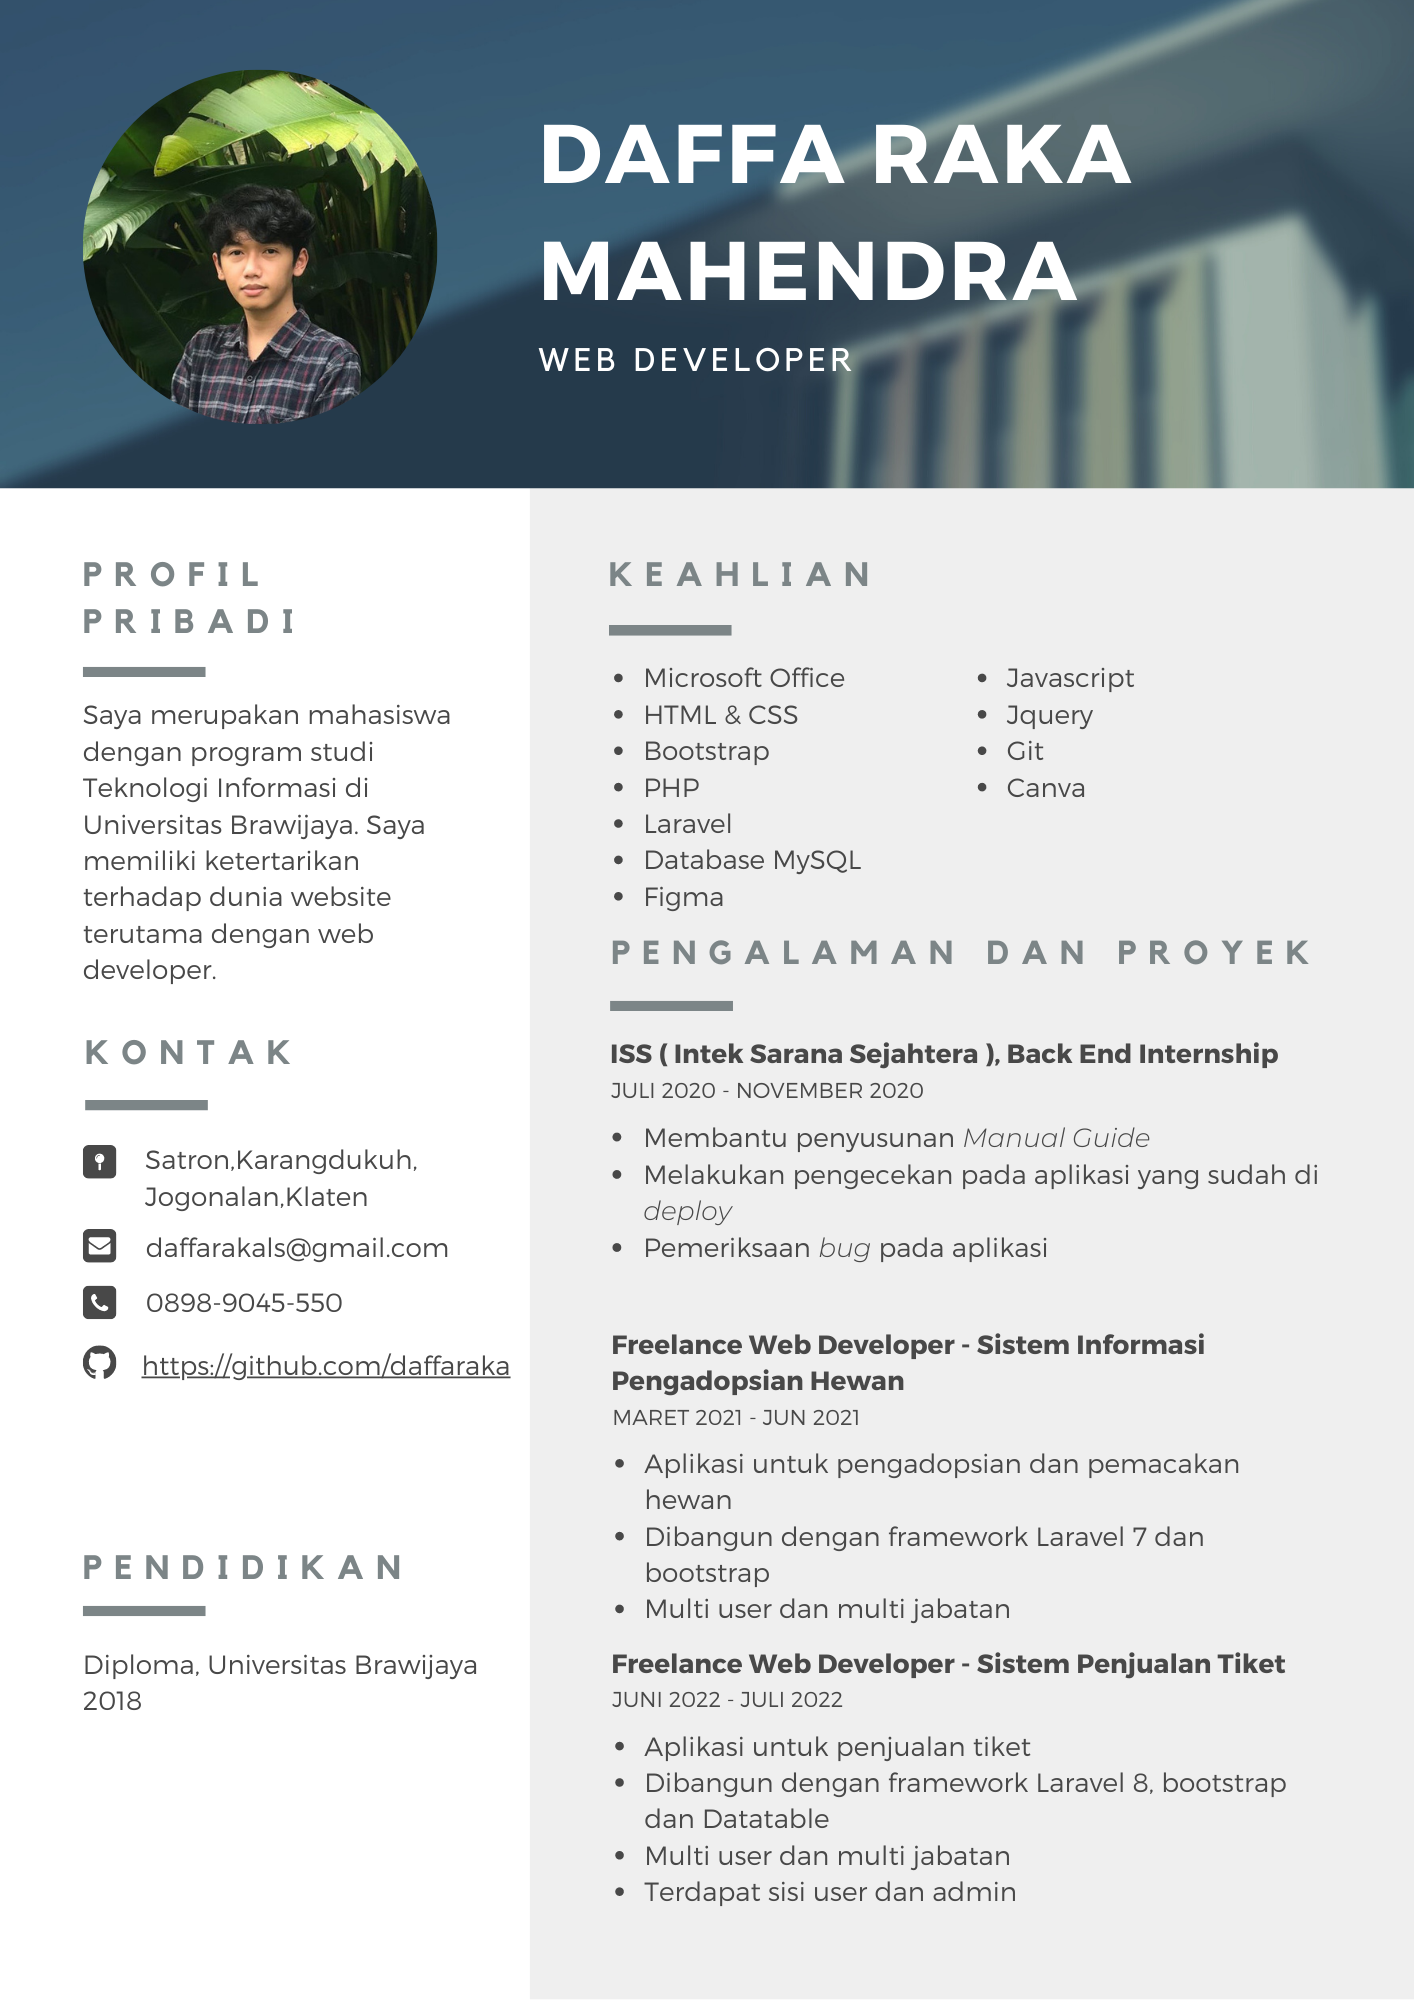 DAFFA RAKA
MAHENDRA
WEB DEVELOPER
PROFIL
PRIBADI
Saya merupakan mahasiswa
dengan program studi
Teknologi Informasi di
Universitas Brawijaya. Saya
memiliki ketertarikan
terhadap dunia website
terutama dengan web
developer.
KONTAK
Satron,Karangdukuh,
Jogonalan,Klaten
daffarakals@gmail.com
0898-9045-550
https://github.com/daffaraka
PENDIDIKAN
Diploma, Universitas Brawijaya
2018
KEAHLIAN
• Microsoft Office
• HTML & CSS
• Bootstrap
• PHP
• Laravel
• Database MySQL
• Figma
• Javascript
• Jquery
• Git
• Canva
PENGALAMAN DAN PROYEK
ISS ( Intek Sarana Sejahtera ), Back End Internship
JULI 2020 - NOVEMBER 2020
• Membantu penyusunan Manual Guide
• Melakukan pengecekan pada aplikasi yang sudah di
deploy
• Pemeriksaan bug pada aplikasi
Freelance Web Developer - Sistem Informasi
Pengadopsian Hewan
MARET 2021 - JUN 2021
• Aplikasi untuk pengadopsian dan pemacakan
hewan
• Dibangun dengan framework Laravel 7 dan
bootstrap
• Multi user dan multi jabatan
Freelance Web Developer - Sistem Penjualan Tiket
JUNI 2022 - JULI 2022
• Aplikasi untuk penjualan tiket
• Dibangun dengan framework Laravel 8, bootstrap
dan Datatable
• Multi user dan multi jabatan
• Terdapat sisi user dan admin